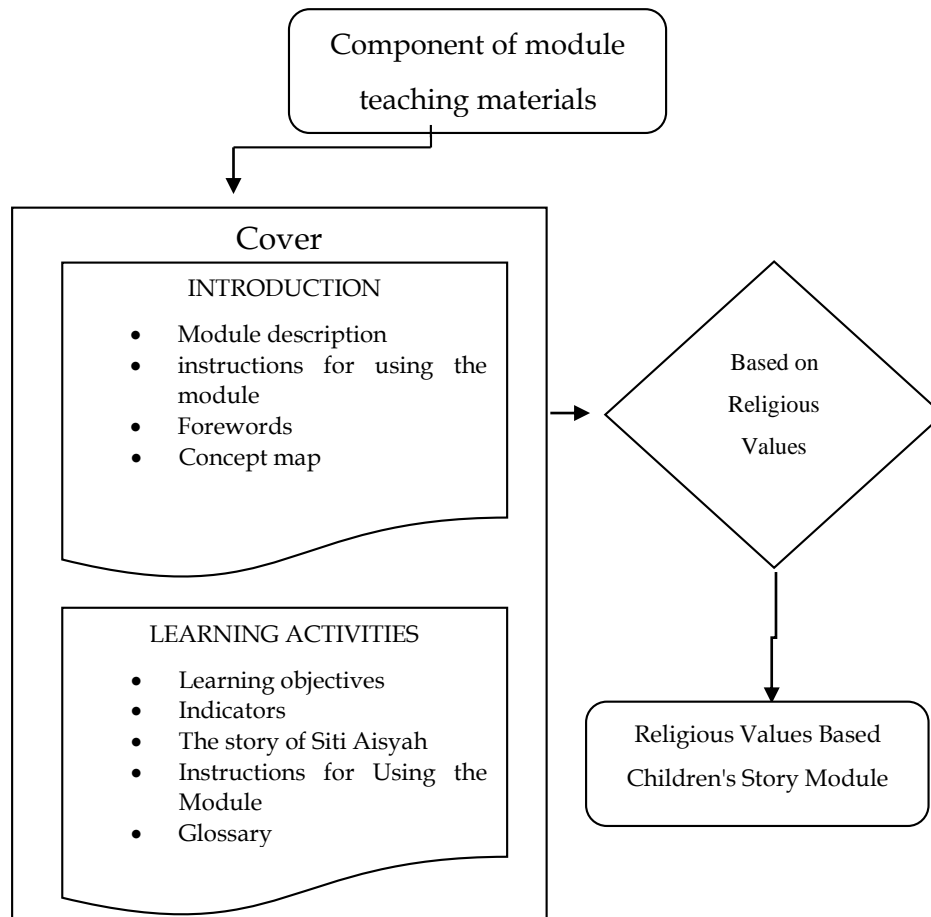 Component of module
teaching materials
Cover
INTRODUCTION
• Module description
• instructions for using the
module
• Forewords
• Concept map
LEARNING ACTIVITIES
• Learning objectives
• Indicators
• The story of Siti Aisyah
• Instructions for Using the
Module
• Glossary
Based on
Religious
Values
Religious Values Based
Children's Story Module